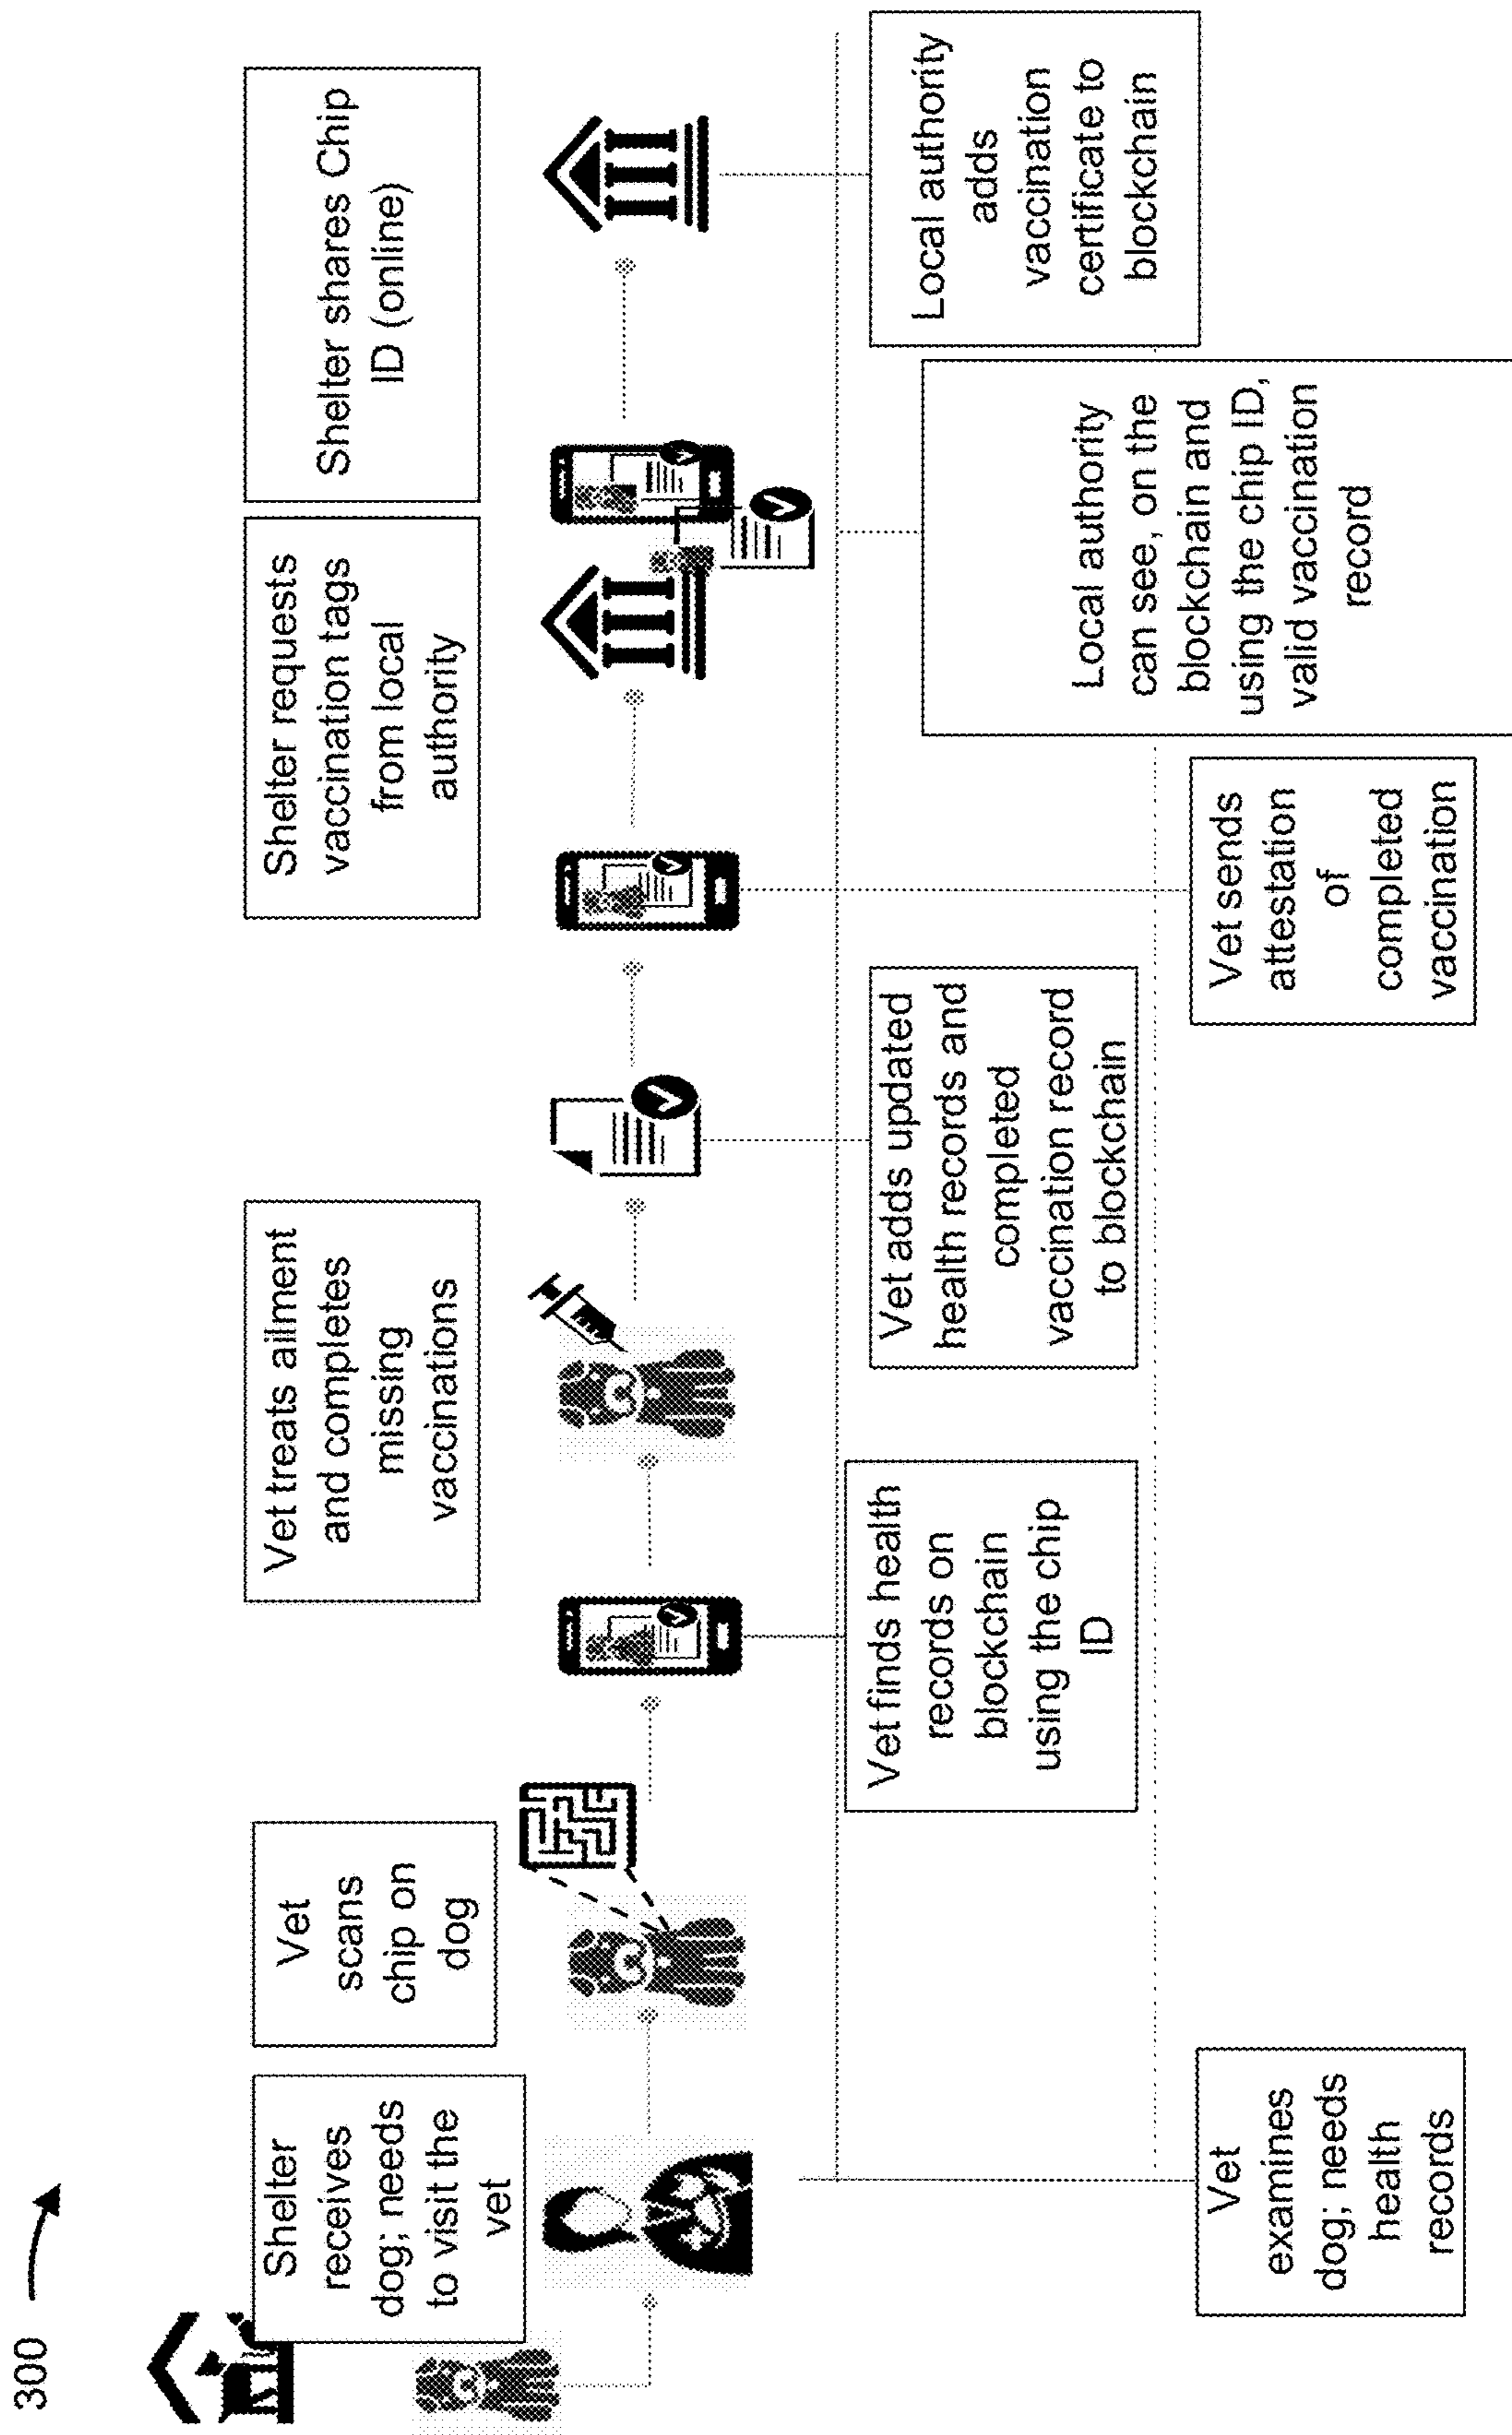 300
Shelter
receives
dog; needs
to visit the
vet
Vet
scans
chip on
dog
Vet treats ailment
and completes
missing
vaccinations
Shelter requests
vaccination tags
from local
authority
Shelter shares Chip
ID (online)
Vet
examines
dog; needs
health
records
Vet finds health
records on
blockchain
using the chip
ID
Vet adds updated
health records and
completed
vaccination record
to blockchain
Vet sends
attestation
of
completed
vaccination
Local authority
can see, on the
blockchain and
using the chip ID,
valid vaccination
record
Local authority
adds
vaccination
certificate to
blockchain